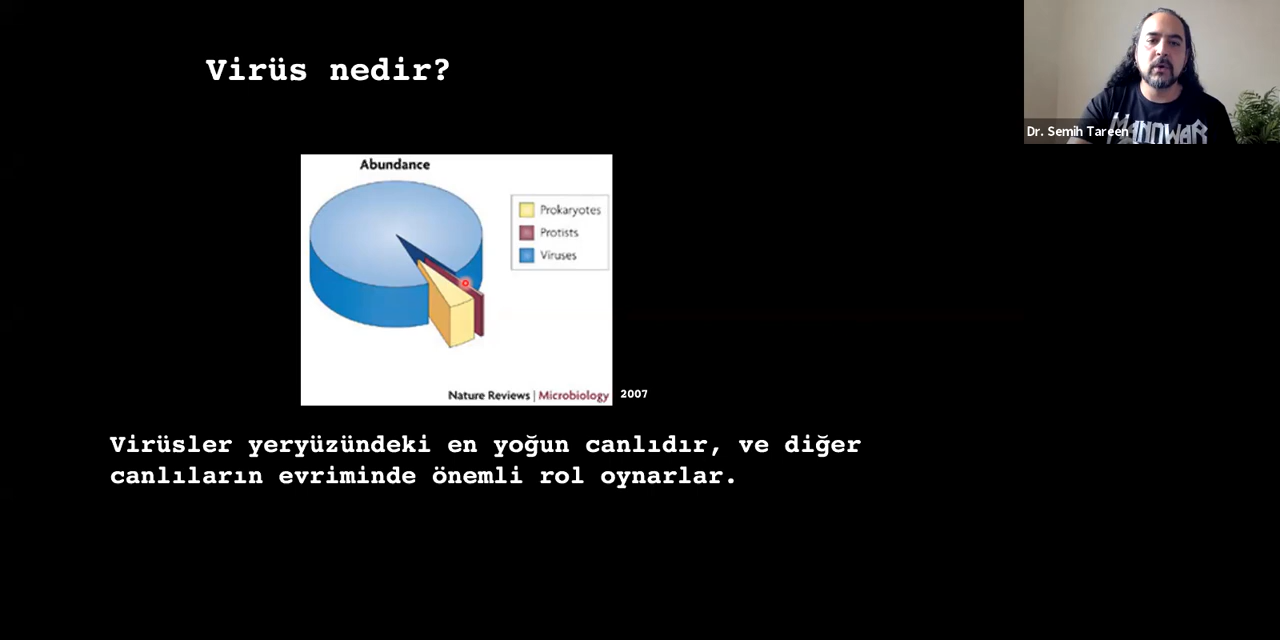 Virüs nedir?
Dr. Semih Tareen
MANOWAR
Abundance
Prokaryotes
Protists
Viruses
Nature Reviews | Microbiology
2007
Virüsler yeryüzündeki en yoğun canlıdır, ve diğer
canlıların evriminde önemli rol oynarlar.